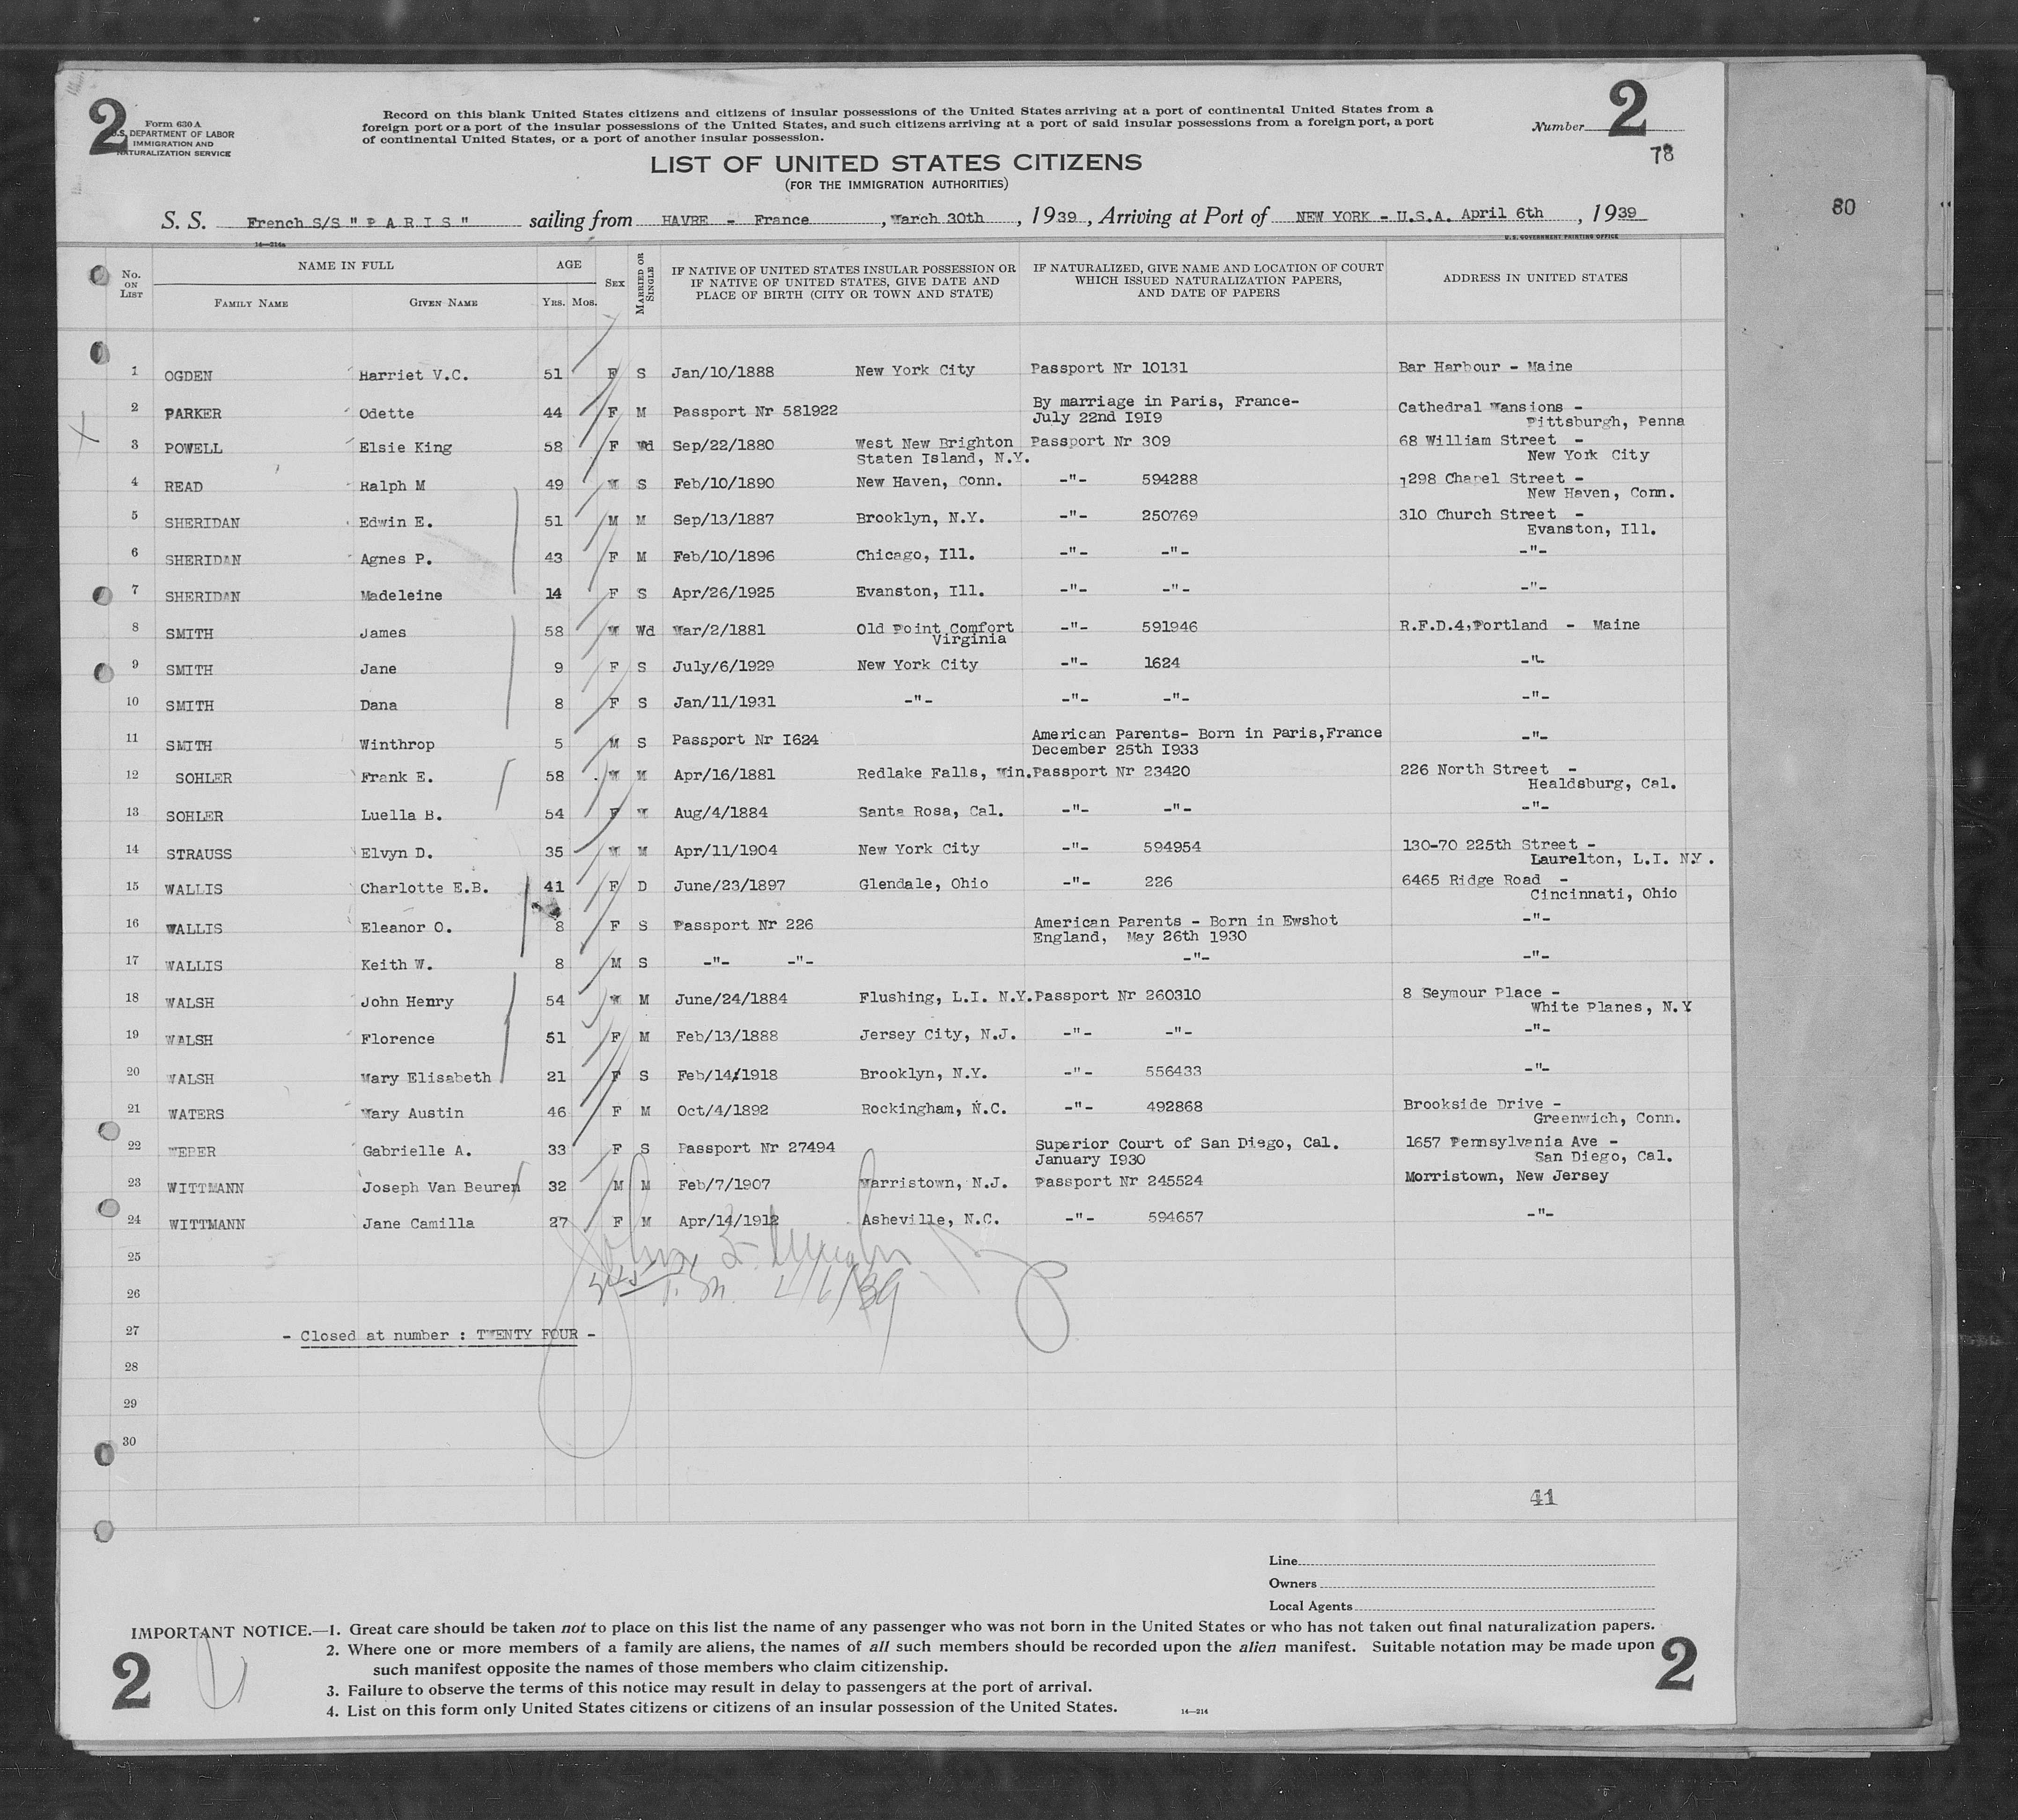 2
Form 630 A
U.S. DEPARTMENT OF LABOR
IMMIGRATION AND
NATURALIZATION SERVICE
Record on this blank United States citizens and citizens of insular possessions of the United States arriving at a port of continental United States from a
foreign port or a port of the insular possessions of the United States, and such citizens arriving at a port of said insular possessions from a foreign port, a port
of continental United States, or a port of another insular possession.
Number 2
78
80
LIST OF UNITED STATES CITIZENS
(FOR THE IMMIGRATION AUTHORITIES)
S. S. French S/S " P A R I S " sailing from HAVRE - France , March 30th , 1939 , Arriving at Port of NEW YORK - U.S.A. April 6th , 1939
14—214a U. S. GOVERNMENT PRINTING OFFICE
No. ON LIST NAME IN FULL FAMILY NAME GIVEN NAME AGE YRS. MOS. SEX MARRIED OR SINGLE IF NATIVE OF UNITED STATES INSULAR POSSESSION OR IF NATIVE OF UNITED STATES, GIVE DATE AND PLACE OF BIRTH (CITY OR TOWN AND STATE) IF NATURALIZED, GIVE NAME AND LOCATION OF COURT WHICH ISSUED NATURALIZATION PAPERS, AND DATE OF PAPERS ADDRESS IN UNITED STATES
1 OGDEN Harriet V.C. 51 F S Jan/10/1888 New York City Passport Nr 10131 Bar Harbour - Maine
2 PARKER Odette 44 F M Passport Nr 581922 By marriage in Paris, France- July 22nd I9I9 Cathedral Mansions - Pittsburgh, Penna
3 POWELL Elsie King 58 F Wd Sep/22/1880 West New Brighton Staten Island, N.Y. Passport Nr 309 68 William Street - New York City
4 READ Ralph M 49 M S Feb/10/1890 New Haven, Conn. -"- 594288 1298 Chapel Street - New Haven, Conn.
5 SHERIDAN Edwin E. 51 M M Sep/13/1887 Brooklyn, N.Y. -"- 250769 310 Church Street - Evanston, Ill.
6 SHERIDAN Agnes P. 43 F M Feb/10/1896 Chicago, Ill. -"- -"- -"-
7 SHERIDAN Madeleine 14 F S Apr/26/1925 Evanston, Ill. -"- -"- -"-
8 SMITH James 58 M Wd Mar/2/1881 Old Point Comfort Virginia -"- 591946 R.F.D.4,Portland - Maine
9 SMITH Jane 9 F S July/6/1929 New York City -"- 1624 -"-
10 SMITH Dana 8 F S Jan/11/1931 -"- -"- -"- -"-
11 SMITH Winthrop 5 M S Passport Nr I624 American Parents- Born in Paris,France December 25th I933 -"-
12 SOHLER Frank E. 58 M M Apr/16/1881 Redlake Falls, Min. Passport Nr 23420 226 North Street - Healdsburg, Cal.
13 SOHLER Luella B. 54 F M Aug/4/1884 Santa Rosa, Cal. -"- -"- -"-
14 STRAUSS Elvyn D. 35 M M Apr/11/1904 New York City -"- 594954 130-70 225th Street - Laurelton, L.I. NY.
15 WALLIS Charlotte E.B. 41 F D June/23/1897 Glendale, Ohio -"- 226 6465 Ridge Road - Cincinnati, Ohio
16 WALLIS Eleanor O. 8 F S Passport Nr 226 American Parents - Born in Ewshot England, May 26th 1930 -"-
17 WALLIS Keith W. 8 M S -"- -"- -"- -"-
18 WALSH John Henry 54 M M June/24/1884 Flushing, L.I. N.Y. Passport Nr 260310 8 Seymour Place - White Planes, N.Y
19 WALSH Florence 51 F M Feb/13/1888 Jersey City, N.J. -"- -"- -"-
20 WALSH Mary Elisabeth 21 F S Feb/14/1918 Brooklyn, N.Y. -"- 556433 -"-
21 WATERS Mary Austin 46 F M Oct/4/1892 Rockingham, N.C. -"- 492868 Brookside Drive - Greenwich, Conn.
22 WEBER Gabrielle A. 33 F S Passport Nr 27494 Superior Court of San Diego, Cal. January I930 1657 Pennsylvania Ave - San Diego, Cal.
23 WITTMANN Joseph Van Beuren 32 M M Feb/7/1907 Marristown, N.J. Passport Nr 245524 Morristown, New Jersey
24 WITTMANN Jane Camilla 27 F M Apr/14/1912 Asheville, N.C. -"- 594657 -"-
25
26 4/6/39
27 - Closed at number : TWENTY FOUR -
28
29
30
41
Line
Owners
Local Agents
IMPORTANT NOTICE.—1. Great care should be taken not to place on this list the name of any passenger who was not born in the United States or who has not taken out final naturalization papers.
2. Where one or more members of a family are aliens, the names of all such members should be recorded upon the alien manifest. Suitable notation may be made upon
such manifest opposite the names of those members who claim citizenship.
3. Failure to observe the terms of this notice may result in delay to passengers at the port of arrival.
4. List on this form only United States citizens or citizens of an insular possession of the United States.
14—214
2 2